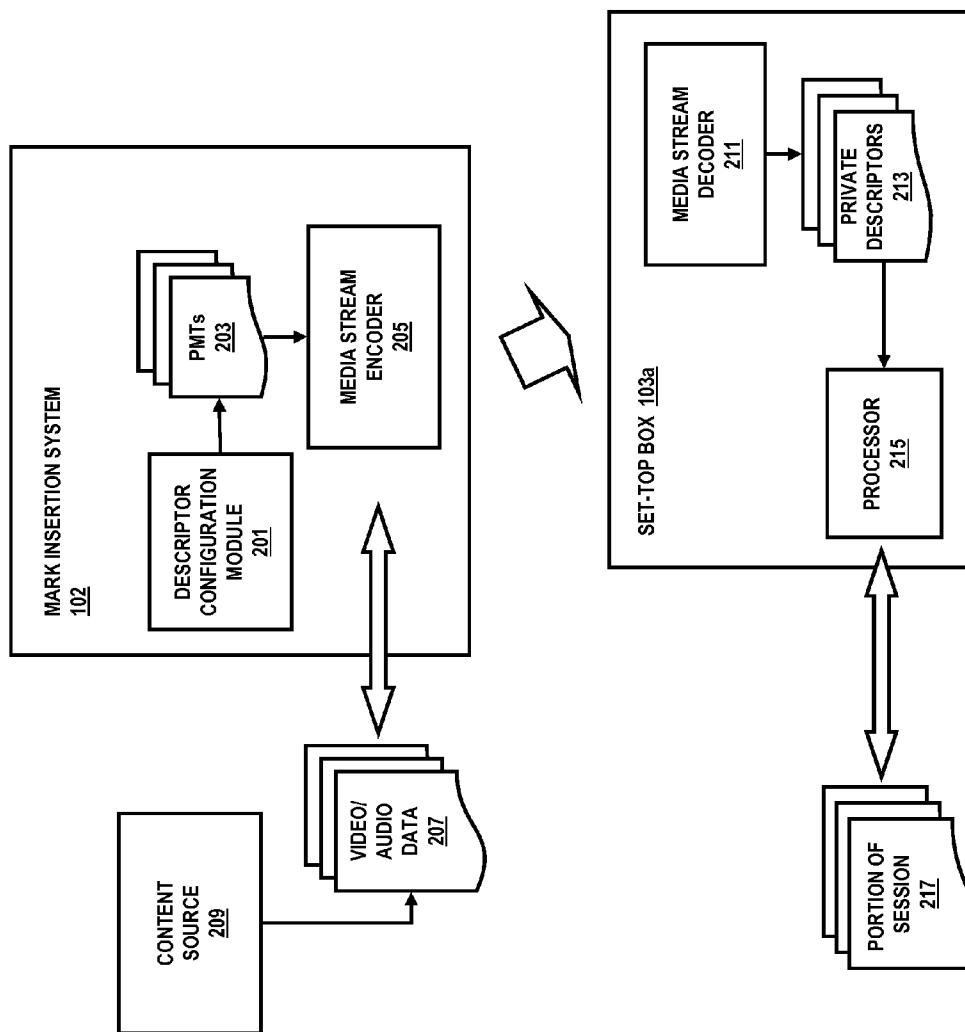 MARK INSERTION SYSTEM
102
DESCRIPTOR
CONFIGURATION
MODULE
201
PMTs
203
MEDIA STREAM
ENCODER
205
CONTENT
SOURCE
209
VIDEO/
AUDIO
DATA
207
SET-TOP BOX 103a
MEDIA STREAM
DECODER
211
PRIVATE
DESCRIPTORS
213
PROCESSOR
215
PORTION OF
SESSION
217